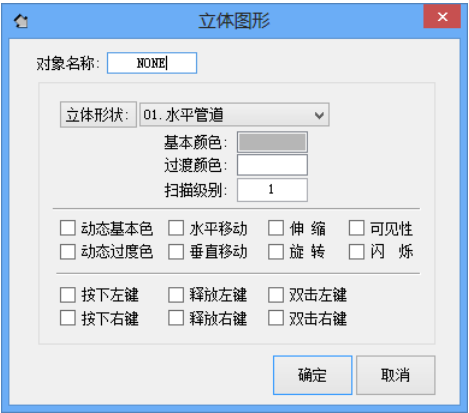 立体图形
对象名称: NONE
立体形状: 01.水平管道
基本颜色:
过渡颜色:
扫描级别: 1
动态基本色 水平移动 伸 缩 可见性
动态过度色 垂直移动 旋 转 闪 烁
按下左键 释放左键 双击左键
按下右键 释放右键 双击右键
确定 取消